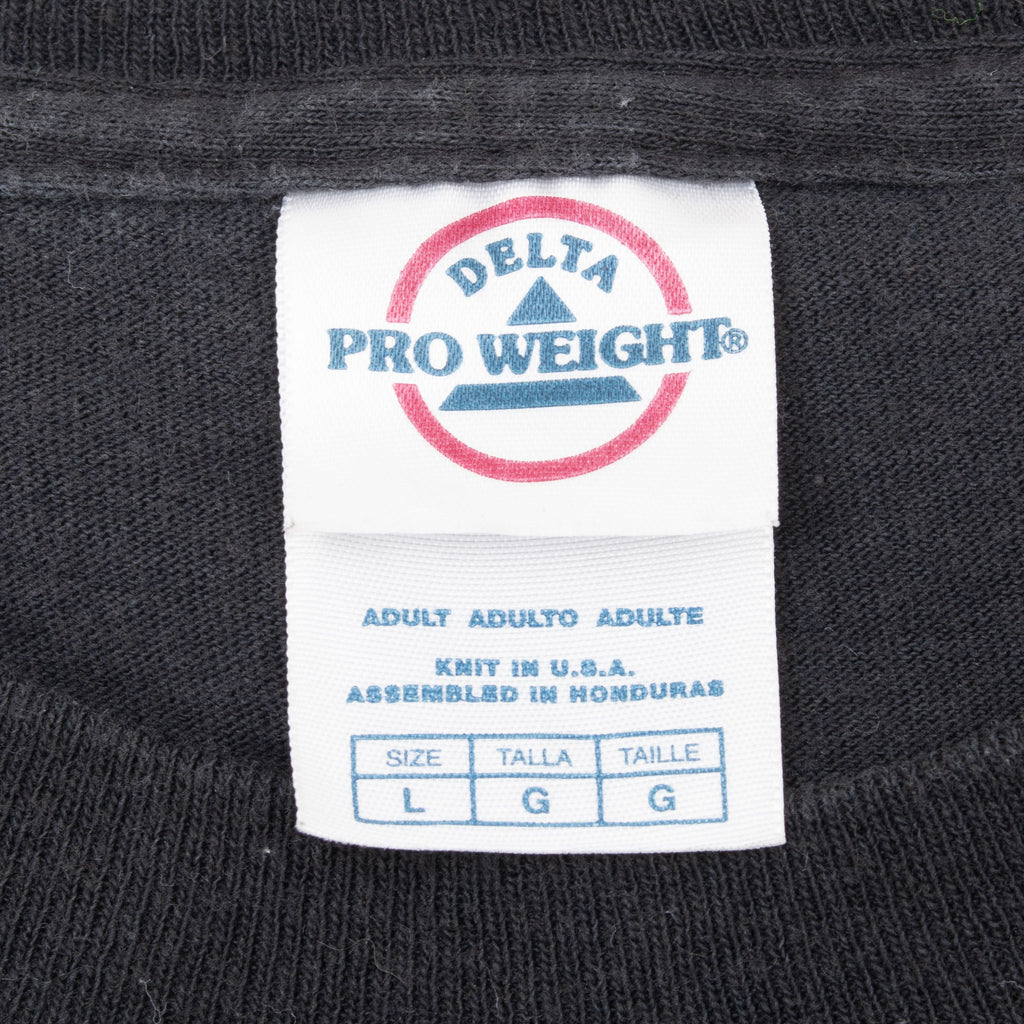 DELTA
PRO WEIGHT®
ADULT ADULTO ADULTE
KNIT IN U.S.A.
ASSEMBLED IN HONDURAS
SIZE TALLA TAILLE
L G G